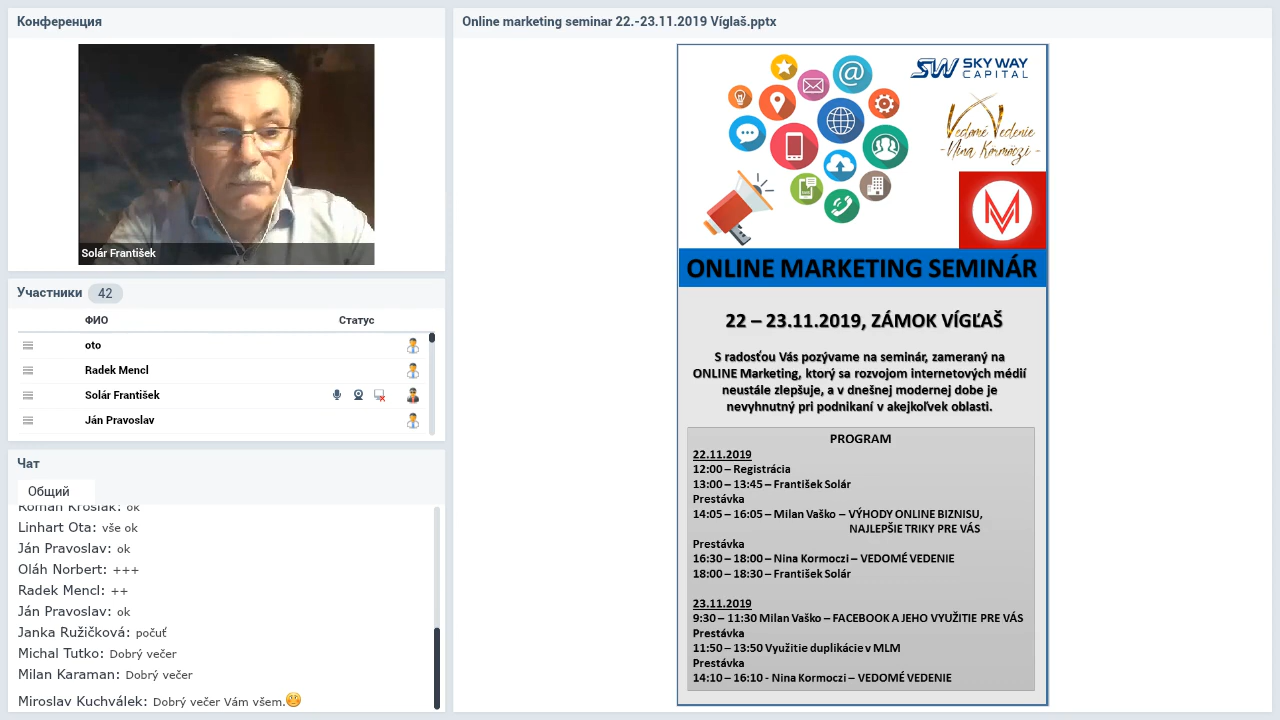 Конференция
Solár František
Участники 42
ФИО Статус
oto
Radek Mencl
Solár František
Ján Pravoslav
Чат
Общий
Roman Kroslak: ok
Linhart Ota: vše ok
Ján Pravoslav: ok
Oláh Norbert: +++
Radek Mencl: ++
Ján Pravoslav: ok
Janka Ružičková: počuť
Michal Tutko: Dobrý večer
Milan Karaman: Dobrý večer
Miroslav Kuchválek: Dobrý večer Vám všem.
Online marketing seminar 22.-23.11.2019 Víglaš.pptx
SW SKY WAY
CAPITAL
Vedomé Vedenie
- Nina Kormoczi -
ONLINE MARKETING SEMINÁR
22 – 23.11.2019, ZÁMOK VÍGĽAŠ
S radosťou Vás pozývame na seminár, zameraný na
ONLINE Marketing, ktorý sa rozvojom internetových médií
neustále zlepšuje, a v dnešnej modernej dobe je
nevyhnutný pri podnikaní v akejkoľvek oblasti.
PROGRAM
22.11.2019
12:00 – Registrácia
13:00 – 13:45 – František Solár
Prestávka
14:05 – 16:05 – Milan Vaško – VÝHODY ONLINE BIZNISU,
NAJLEPŠIE TRIKY PRE VÁS
Prestávka
16:30 – 18:00 – Nina Kormoczi – VEDOMÉ VEDENIE
18:00 – 18:30 – František Solár
23.11.2019
9:30 – 11:30 Milan Vaško – FACEBOOK A JEHO VYUŽITIE PRE VÁS
Prestávka
11:50 – 13:50 Využitie duplikácie v MLM
Prestávka
14:10 – 16:10 - Nina Kormoczi – VEDOMÉ VEDENIE